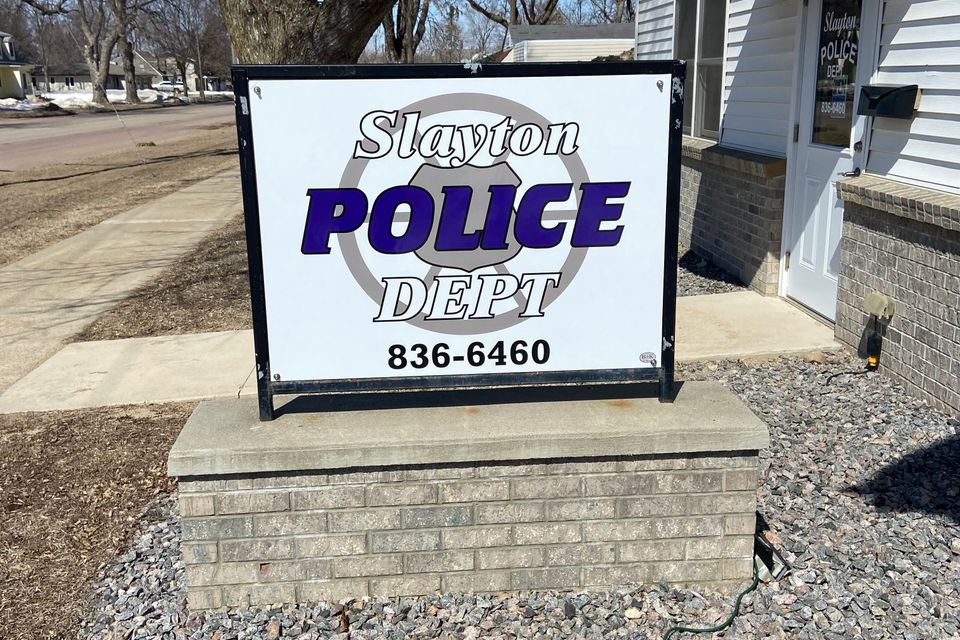 Slayton
POLICE
DEPT
836-6460
Slayton
POLICE
DEPT
836-6460